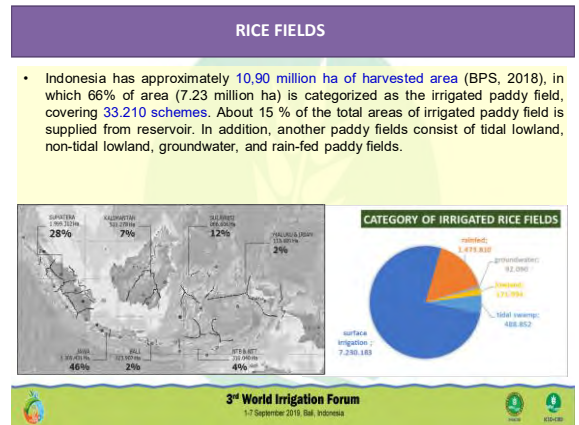 RICE FIELDS
• Indonesia has approximately 10,90 million ha of harvested area (BPS, 2018), in
which 66% of area (7.23 million ha) is categorized as the irrigated paddy field,
covering 33.210 schemes. About 15 % of the total areas of irrigated paddy field is
supplied from reservoir. In addition, another paddy fields consist of tidal lowland,
non-tidal lowland, groundwater, and rain-fed paddy fields.
SUMATERA
28%
KALIMANTAN
7%
SULAWESI
12%
MALUKU & IRIAN
2%
JAWA
46%
BALI
2%
NTB & NTT
4%
CATEGORY OF IRRIGATED RICE FIELDS
rainfed;
1.473.810
groundwater;
92.090
lowland;
tidal swamp;
488.852
surface
irrigation ;
7.230.183
3rd World Irrigation Forum
1-7 September 2019, Bali, Indonesia